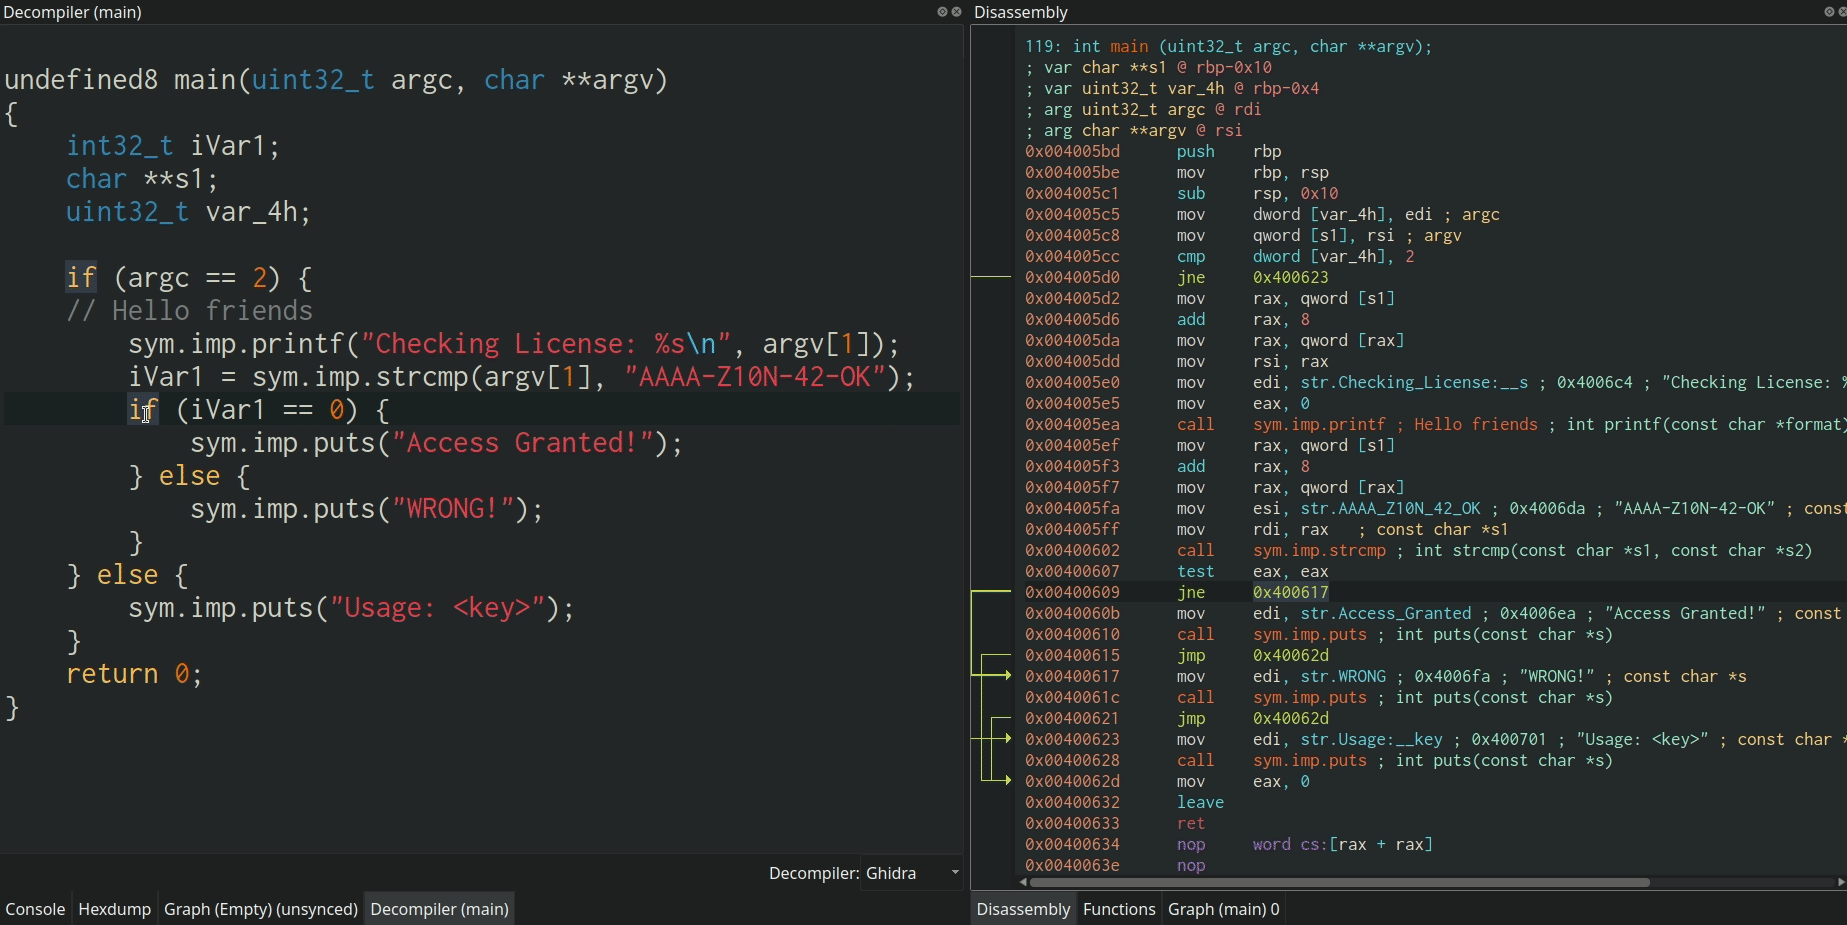 Decompiler (main)
undefined8 main(uint32_t argc, char **argv)
{
int32_t iVar1;
char **s1;
uint32_t var_4h;
if (argc == 2) {
// Hello friends
sym.imp.printf("Checking License: %s\n", argv[1]);
iVar1 = sym.imp.strcmp(argv[1], "AAAA-Z10N-42-OK");
if (iVar1 == 0) {
sym.imp.puts("Access Granted!");
} else {
sym.imp.puts("WRONG!");
}
} else {
sym.imp.puts("Usage: <key>");
}
return 0;
}
Decompiler: Ghidra
Console Hexdump Graph (Empty) (unsynced) Decompiler (main)
Disassembly
119: int main (uint32_t argc, char **argv);
; var char **s1 @ rbp-0x10
; var uint32_t var_4h @ rbp-0x4
; arg uint32_t argc @ rdi
; arg char **argv @ rsi
0x004005bd push rbp
0x004005be mov rbp, rsp
0x004005c1 sub rsp, 0x10
0x004005c5 mov dword [var_4h], edi ; argc
0x004005c8 mov qword [s1], rsi ; argv
0x004005cc cmp dword [var_4h], 2
0x004005d0 jne 0x400623
0x004005d2 mov rax, qword [s1]
0x004005d6 add rax, 8
0x004005da mov rax, qword [rax]
0x004005dd mov rsi, rax
0x004005e0 mov edi, str.Checking_License:__s ; 0x4006c4 ; "Checking License: %
0x004005e5 mov eax, 0
0x004005ea call sym.imp.printf ; Hello friends ; int printf(const char *format)
0x004005ef mov rax, qword [s1]
0x004005f3 add rax, 8
0x004005f7 mov rax, qword [rax]
0x004005fa mov esi, str.AAAA_Z10N_42_OK ; 0x4006da ; "AAAA-Z10N-42-OK" ; const
0x004005ff mov rdi, rax ; const char *s1
0x00400602 call sym.imp.strcmp ; int strcmp(const char *s1, const char *s2)
0x00400607 test eax, eax
0x00400609 jne 0x400617
0x0040060b mov edi, str.Access_Granted ; 0x4006ea ; "Access Granted!" ; const
0x00400610 call sym.imp.puts ; int puts(const char *s)
0x00400615 jmp 0x40062d
0x00400617 mov edi, str.WRONG ; 0x4006fa ; "WRONG!" ; const char *s
0x0040061c call sym.imp.puts ; int puts(const char *s)
0x00400621 jmp 0x40062d
0x00400623 mov edi, str.Usage:__key ; 0x400701 ; "Usage: <key>" ; const char *
0x00400628 call sym.imp.puts ; int puts(const char *s)
0x0040062d mov eax, 0
0x00400632 leave
0x00400633 ret
0x00400634 nop word cs:[rax + rax]
0x0040063e nop
Disassembly Functions Graph (main) 0